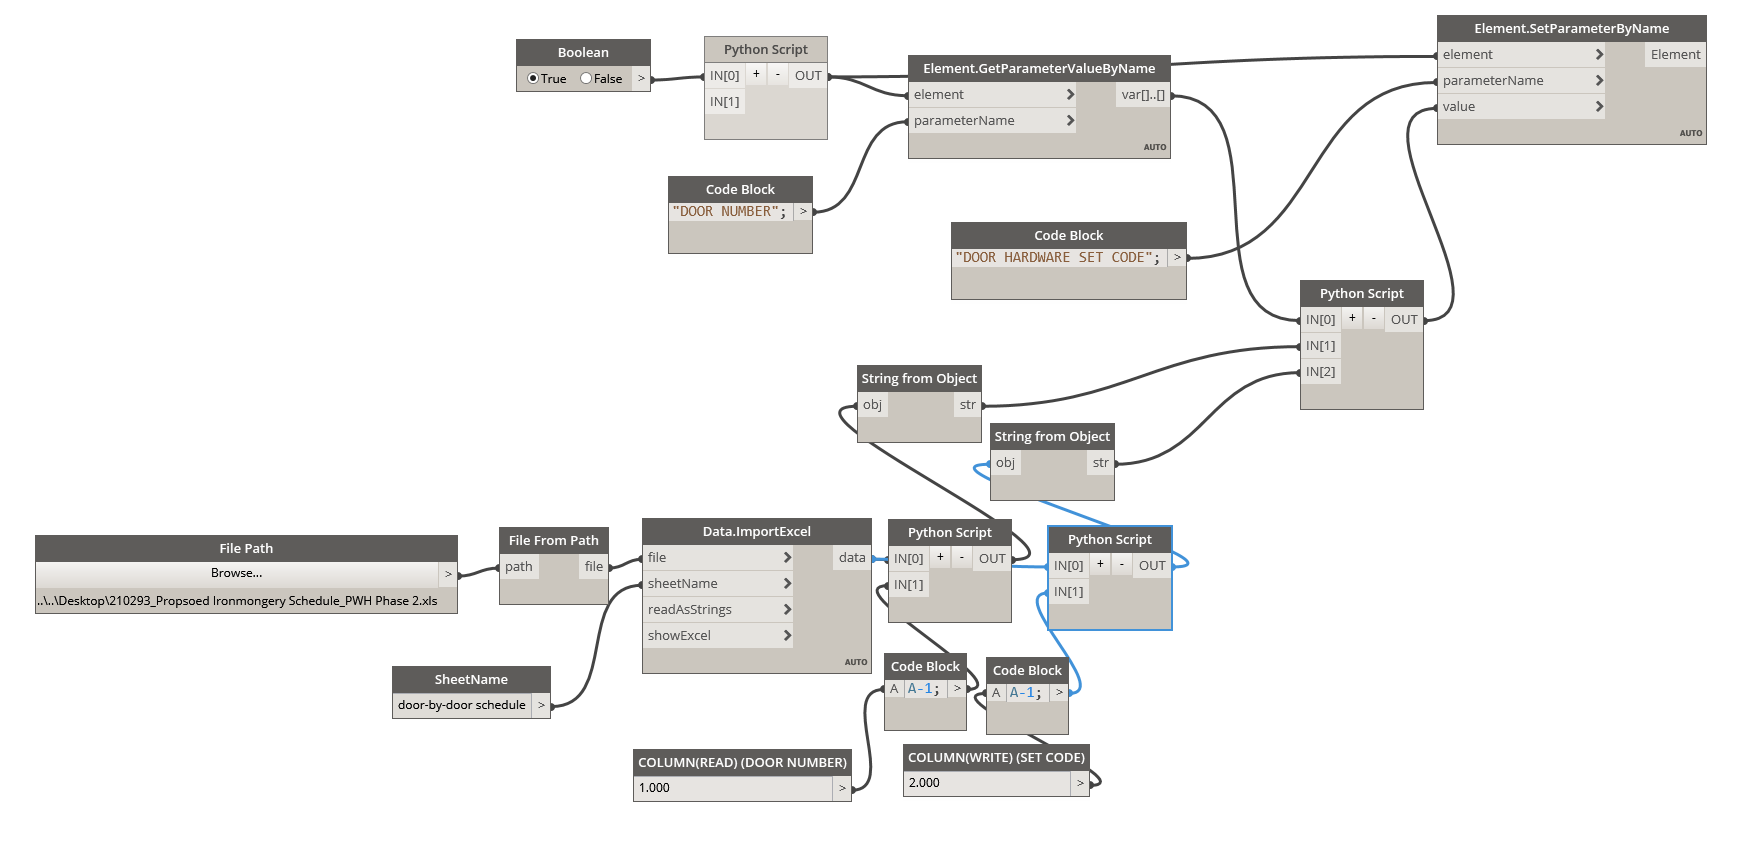 Boolean
True False >
Python Script
IN[0] + - OUT
IN[1]
Element.GetParameterValueByName
element > var[]..[]
parameterName >
AUTO
Element.SetParameterByName
element > Element
parameterName >
value >
AUTO
Code Block
"DOOR NUMBER"; >
Code Block
"DOOR HARDWARE SET CODE"; >
Python Script
IN[0] + - OUT
IN[1]
IN[2]
String from Object
obj str
String from Object
obj str
File Path
Browse... >
..\..\Desktop\210293_Propsoed Ironmongery Schedule_PWH Phase 2.xls
File From Path
path file
Data.ImportExcel
file > data
sheetName >
readAsStrings >
showExcel >
AUTO
Python Script
IN[0] + - OUT
IN[1]
Python Script
IN[0] + - OUT
IN[1]
SheetName
door-by-door schedule >
Code Block
A A-1; >
Code Block
A A-1; >
COLUMN(READ) (DOOR NUMBER)
1.000 >
COLUMN(WRITE) (SET CODE)
2.000 >